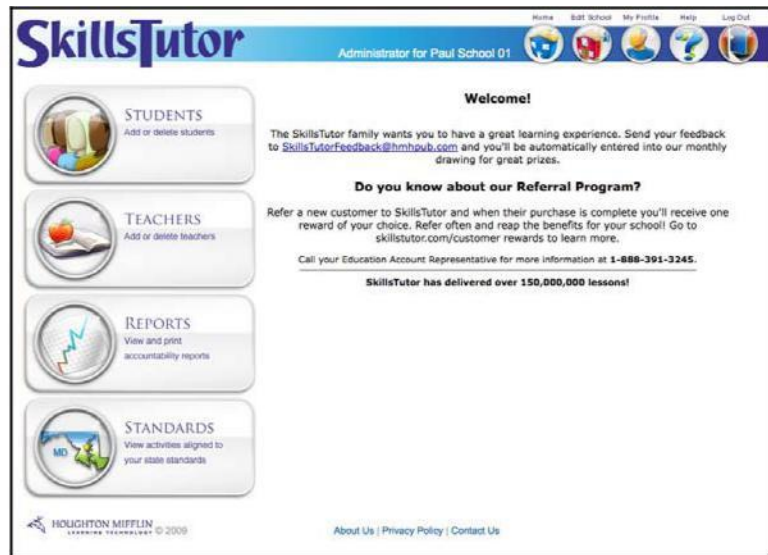 Home Edit School My Profile Help Log Out
SkillsTutor
Administrator for Paul School 01
STUDENTS
Add or delete students
TEACHERS
Add or delete teachers
REPORTS
View and print
accountability reports
STANDARDS
View activities aligned to
your state standards
MD
Welcome!
The SkillsTutor family wants you to have a great learning experience. Send your feedback
to SkillsTutorFeedback@hmhpub.com and you'll be automatically entered into our monthly
drawing for great prizes.
Do you know about our Referral Program?
Refer a new customer to SkillsTutor and when their purchase is complete you'll receive one
reward of your choice. Refer often and reap the benefits for your school! Go to
skillstutor.com/customer rewards to learn more.
Call your Education Account Representative for more information at 1-888-391-3245.
SkillsTutor has delivered over 150,000,000 lessons!
HOUGHTON MIFFLIN
LEARNING TECHNOLOGY © 2009
About Us | Privacy Policy | Contact Us